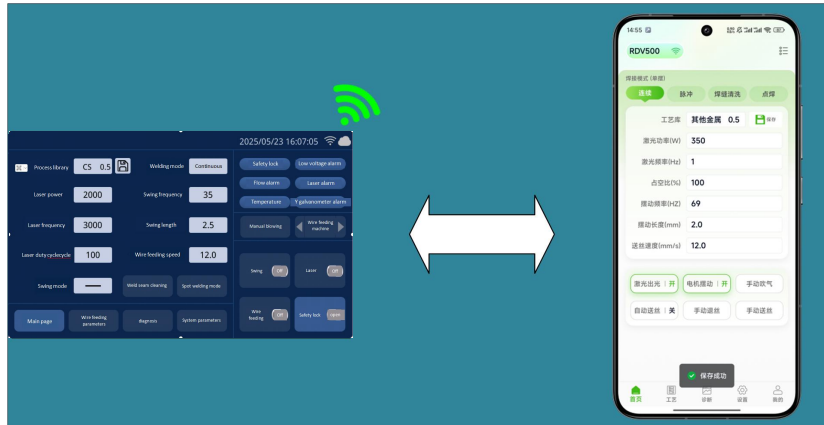 2025/05/23 16:07:05
Process library CS 0.5 Welding mode Continuous
Laser power 2000 Swing frequency 35
Laser frequency 3000 Swing length 2.5
Laser duty cyclecycle 100 Wire feeding speed 12.0
Swing mode Weld seam cleaning Spot welding mode
Main page Wire feeding parameters diagnosis System parameters
Safety lock Low voltage alarm
Flow alarm Laser alarm
Temperature Y galvanometer alarm
Manual blowing Wire feeding machine
Swing Off Laser Off
Wire feeding Off Safety lock open
14:55
RDV500
焊接模式 (单摆)
连续 脉冲 焊缝清洗 点焊
工艺库 其他金属 0.5 保存
激光功率(W) 350
激光频率(Hz) 1
占空比(%) 100
摆动频率(HZ) 69
摆动长度(mm) 2.0
送丝速度(mm/s) 12.0
激光出光 开 电机摆动 开 手动吹气
自动送丝 关 手动退丝 手动送丝
保存成功
首页 工艺 诊断 设置 我的